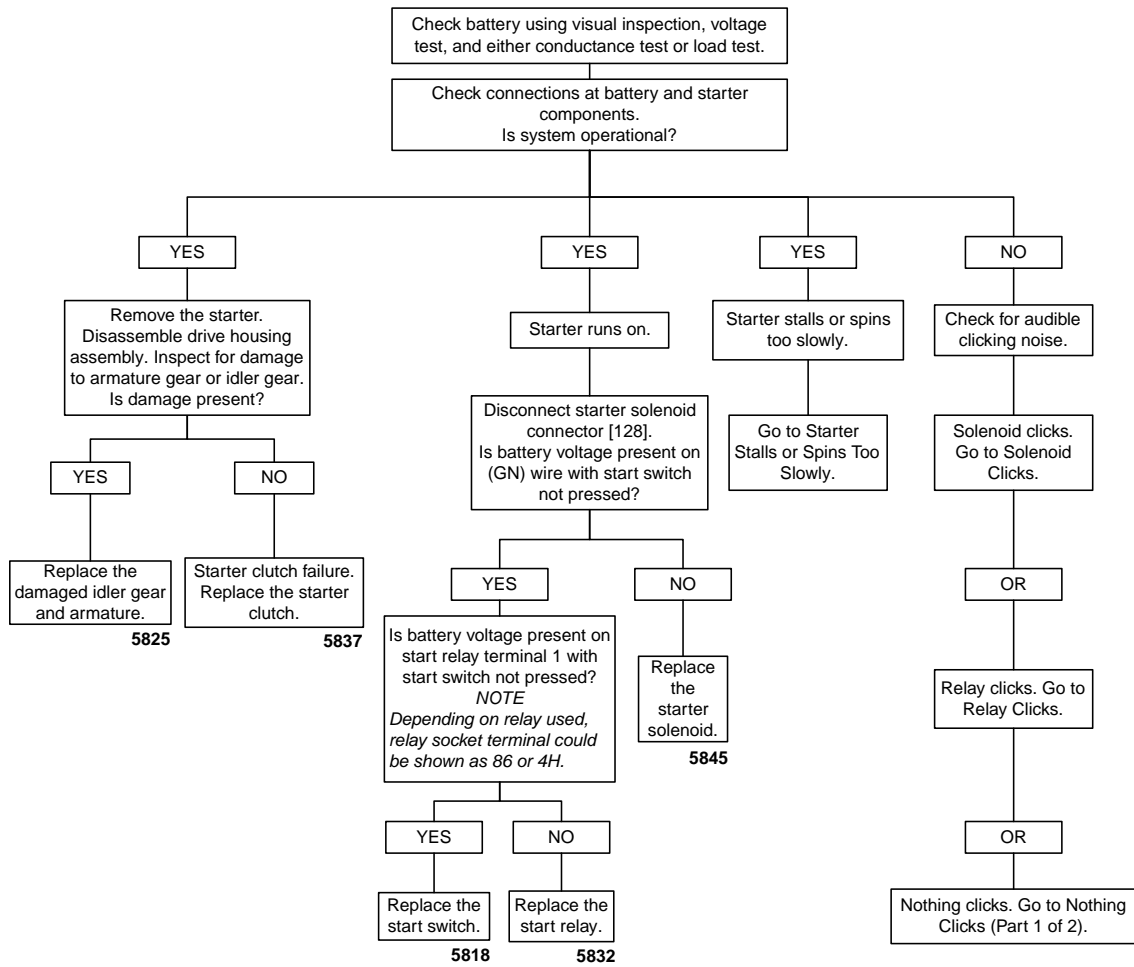 Check battery using visual inspection, voltage
test, and either conductance test or load test.
Check connections at battery and starter
components.
Is system operational?
YES
YES
YES
NO
Remove the starter.
Disassemble drive housing
assembly. Inspect for damage
to armature gear or idler gear.
Is damage present?
Starter runs on.
Starter stalls or spins
too slowly.
Check for audible
clicking noise.
Disconnect starter solenoid
connector [128].
Is battery voltage present on
(GN) wire with start switch
not pressed?
Go to Starter
Stalls or Spins Too
Slowly.
Solenoid clicks.
Go to Solenoid
Clicks.
YES
NO
Replace the
damaged idler gear
and armature.
5825
Starter clutch failure.
Replace the starter
clutch.
5837
YES
NO
OR
Is battery voltage present on
start relay terminal 1 with
start switch not pressed?
NOTE
Depending on relay used,
relay socket terminal could
be shown as 86 or 4H.
Replace
the
starter
solenoid.
5845
Relay clicks. Go to
Relay Clicks.
YES
NO
OR
Replace the
start switch.
5818
Replace the
start relay.
5832
Nothing clicks. Go to Nothing
Clicks (Part 1 of 2).